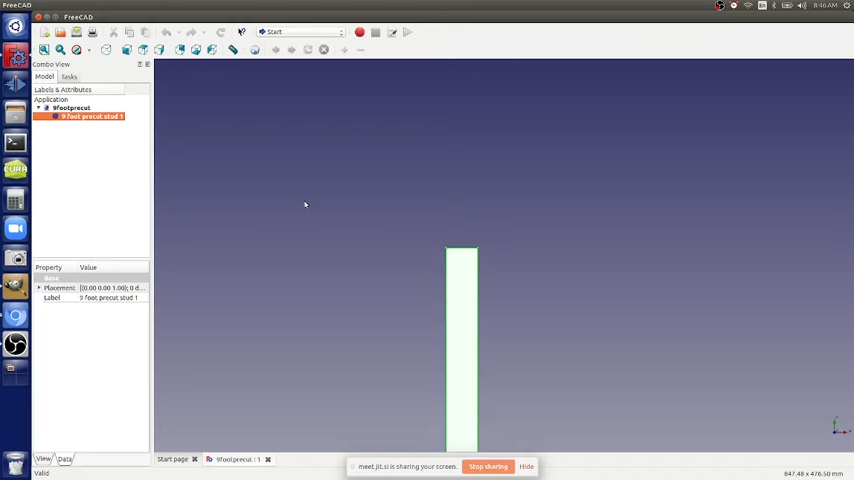 FreeCAD
8:46 AM
FreeCAD
Start
Combo View
Model Tasks
Labels & Attributes
Application
9footprecut
9 foot precut stud 1
Property Value
Base
Placement [(0.00 0.00 1.00); 0 d...
Label 9 foot precut stud 1
View Data
Start page 9footprecut : 1
meet.jit.si is sharing your screen. Stop sharing Hide
Valid
847.48 x 476.50 mm